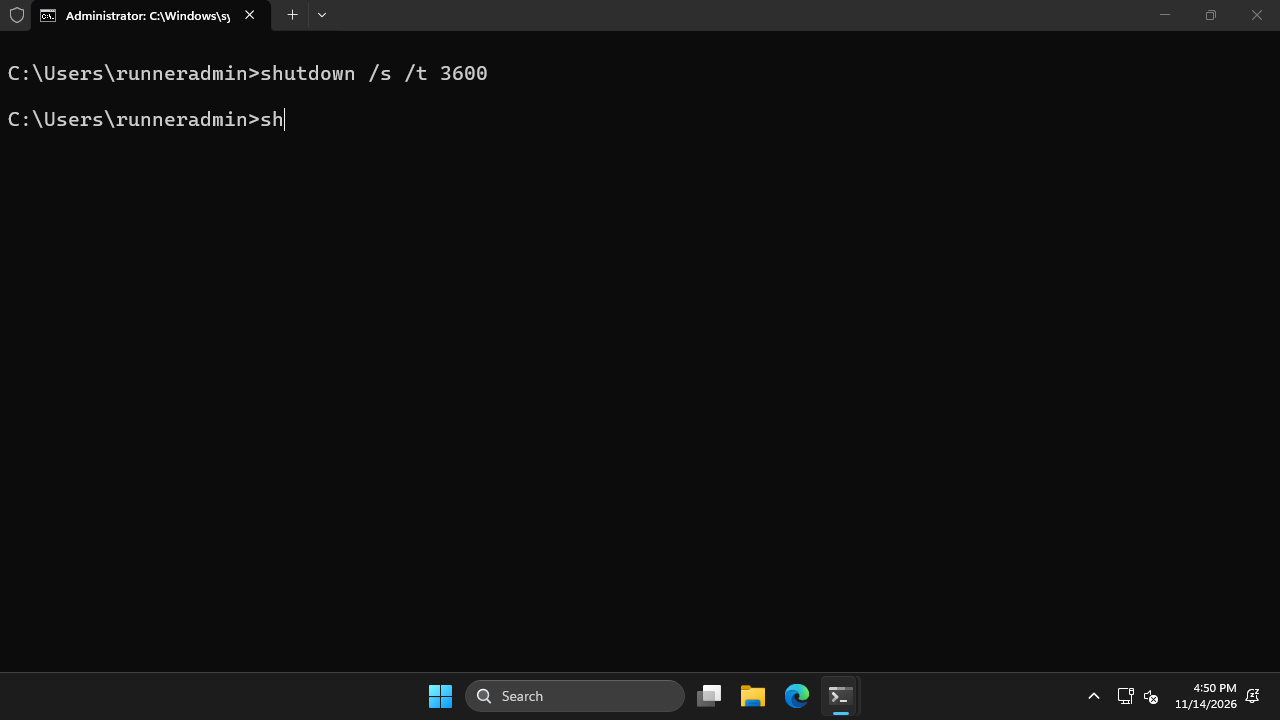 Administrator: C:\Windows\sy
C:\Users\runneradmin>shutdown /s /t 3600
C:\Users\runneradmin>sh
Search
4:50 PM
11/14/2026